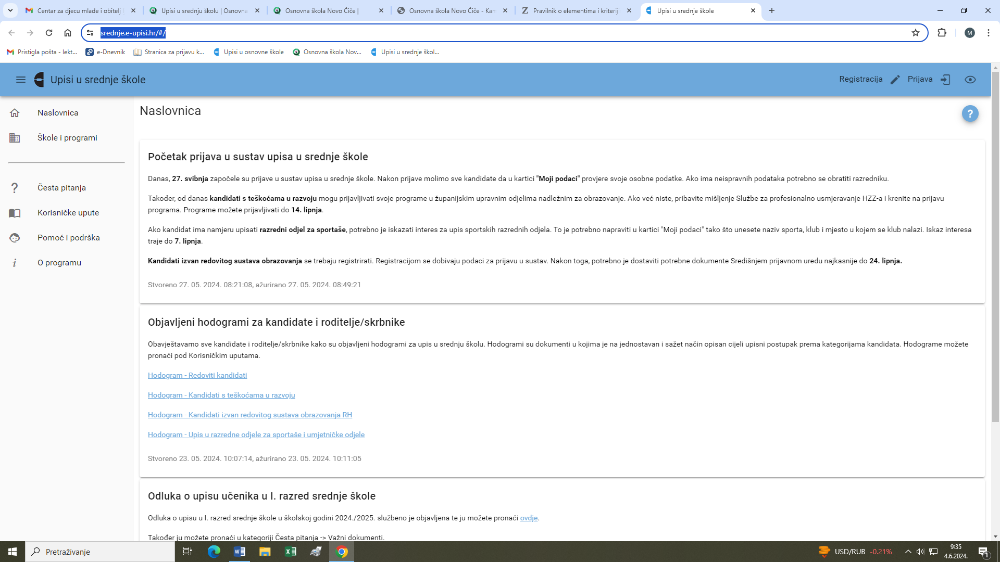 Centar za djecu mlade i obitelj
Upisi u srednju školu | Osnovna
Osnovna škola Novo Čiče |
Osnovna škola Novo Čiče - Kam
Pravilnik o elementima i kriteriji
Upisi u srednje škole
srednje.e-upisi.hr/#/
M
Pristigla pošta - lekt...
e-Dnevnik
Stranica za prijavu k...
Upisi u osnovne škole
Osnovna škola Nov...
Upisi u srednje škol...
Upisi u srednje škole
Registracija
Prijava
Naslovnica
Škole i programi
Česta pitanja
Korisničke upute
Pomoć i podrška
O programu
Naslovnica
?
Početak prijava u sustav upisa u srednje škole
Danas, 27. svibnja započele su prijave u sustav upisa u srednje škole. Nakon prijave molimo sve kandidate da u kartici "Moji podaci" provjere svoje osobne podatke. Ako ima neispravnih podataka potrebno se obratiti razredniku.
Također, od danas kandidati s teškoćama u razvoju mogu prijavljivati svoje programe u županijskim upravnim odjelima nadležnim za obrazovanje. Ako već niste, pribavite mišljenje Službe za profesionalno usmjeravanje HZZ-a i krenite na prijavu
programa. Programe možete prijavljivati do 14. lipnja.
Ako kandidat ima namjeru upisati razredni odjel za sportaše, potrebno je iskazati interes za upis sportskih razrednih odjela. To je potrebno napraviti u kartici "Moji podaci" tako što unesete naziv sporta, klub i mjesto u kojem se klub nalazi. Iskaz interesa
traje do 7. lipnja.
Kandidati izvan redovitog sustava obrazovanja se trebaju registrirati. Registracijom se dobivaju podaci za prijavu u sustav. Nakon toga, potrebno je dostaviti potrebne dokumente Središnjem prijavnom uredu najkasnije do 24. lipnja.
Stvoreno 27. 05. 2024. 08:21:08, ažurirano 27. 05. 2024. 08:49:21
Objavljeni hodogrami za kandidate i roditelje/skrbnike
Obavještavamo sve kandidate i roditelje/skrbnike kako su objavljeni hodogrami za upis u srednju školu. Hodogrami su dokumenti u kojima je na jednostavan i sažet način opisan cijeli upisni postupak prema kategorijama kandidata. Hodograme možete
pronaći pod Korisničkim uputama.
Hodogram - Redoviti kandidati
Hodogram - Kandidati s teškoćama u razvoju
Hodogram - Kandidati izvan redovitog sustava obrazovanja RH
Hodogram - Upis u razredne odjele za sportaše i umjetničke odjele
Stvoreno 23. 05. 2024. 10:07:14, ažurirano 23. 05. 2024. 10:11:05
Odluka o upisu učenika u I. razred srednje škole
Odluka o upisu u I. razred srednje škole u školskoj godini 2024./2025. službeno je objavljena te ju možete pronaći ovdje.
Također ju možete pronaći u kategoriji Česta pitanja -> Važni dokumenti.
Pretraživanje
USD/RUB -0.21%
9:35
4.6.2024.
1